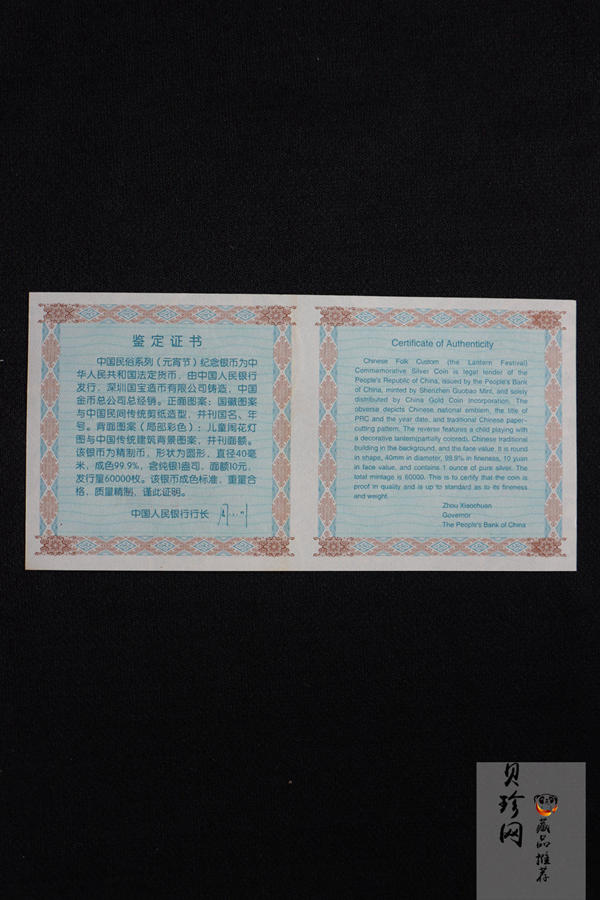 鉴定证书
中国民俗系列(元宵节)纪念银币为中
华人民共和国法定货币，由中国人民银行
发行，深圳国宝造币有限公司铸造，中国
金币总公司总经销。正面图案：国徽图案
与中国民间传统剪纸造型，并刊国名、年
号。背面图案(局部彩色)：儿童闹花灯
图与中国传统建筑背景图案，并刊面额。
该银币为精制币，形状为圆形，直径40毫
米，成色99.9%，含纯银1盎司，面额10元，
发行量60000枚。该银币成色标准，重量合
格，质量精制，谨此证明。
中国人民银行行长
Certificate of Authenticity
Chinese Folk Custom (the Lantern Festival)
Commemorative Silver Coin is legal tender of the
People's Republic of China, issued by the People's Bank
of China, minted by Shenzhen Guobao Mint, and solely
distributed by China Gold Coin Incorporation. The
obverse depicts Chinese national emblem, the title of
PRC and the year date, and traditional Chinese paper-
cutting pattern. The reverse features a child playing with
a decorative lantern(partially colored), Chinese traditional
building in the background, and the face value. It is round
in shape, 40mm in diameter, 99.9% in fineness, 10 yuan
in face value, and contains 1 ounce of pure silver. The
total mintage is 60000. This is to certify that the coin is
proof in quality and is up to standard as to its fineness
and weight.
Zhou Xiaochuan
Governor
The People's Bank of China
贝珍网
藏品推荐